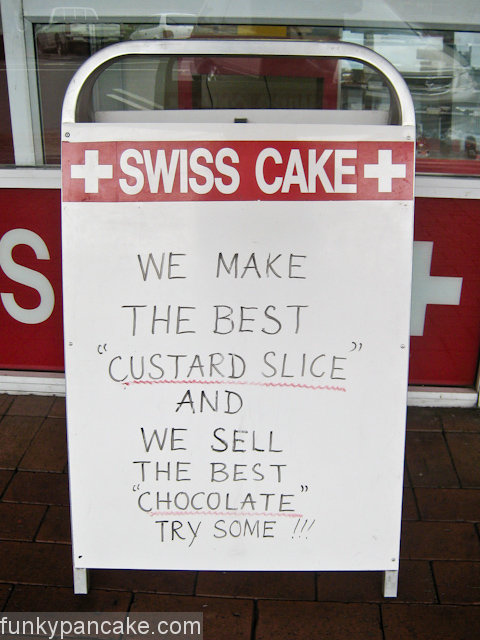 SWISS CAKE
S
WE MAKE
THE BEST
"CUSTARD SLICE"
AND
WE SELL
THE BEST
"CHOCOLATE"
TRY SOME !!!
funkypancake.com